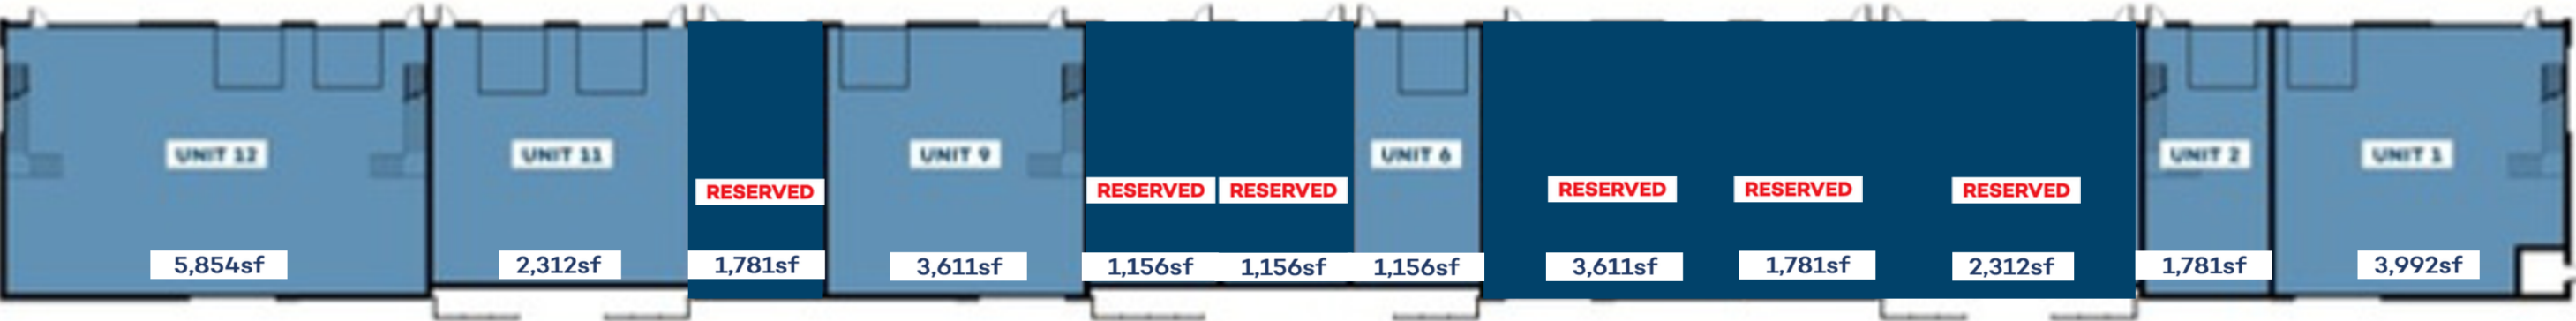 UNIT 12
UNIT 11
UNIT 9
UNIT 6
UNIT 2
UNIT 1
RESERVED
RESERVED
RESERVED
RESERVED
RESERVED
RESERVED
5,854sf
2,312sf
1,781sf
3,611sf
1,156sf
1,156sf
1,156sf
3,611sf
1,781sf
2,312sf
1,781sf
3,992sf